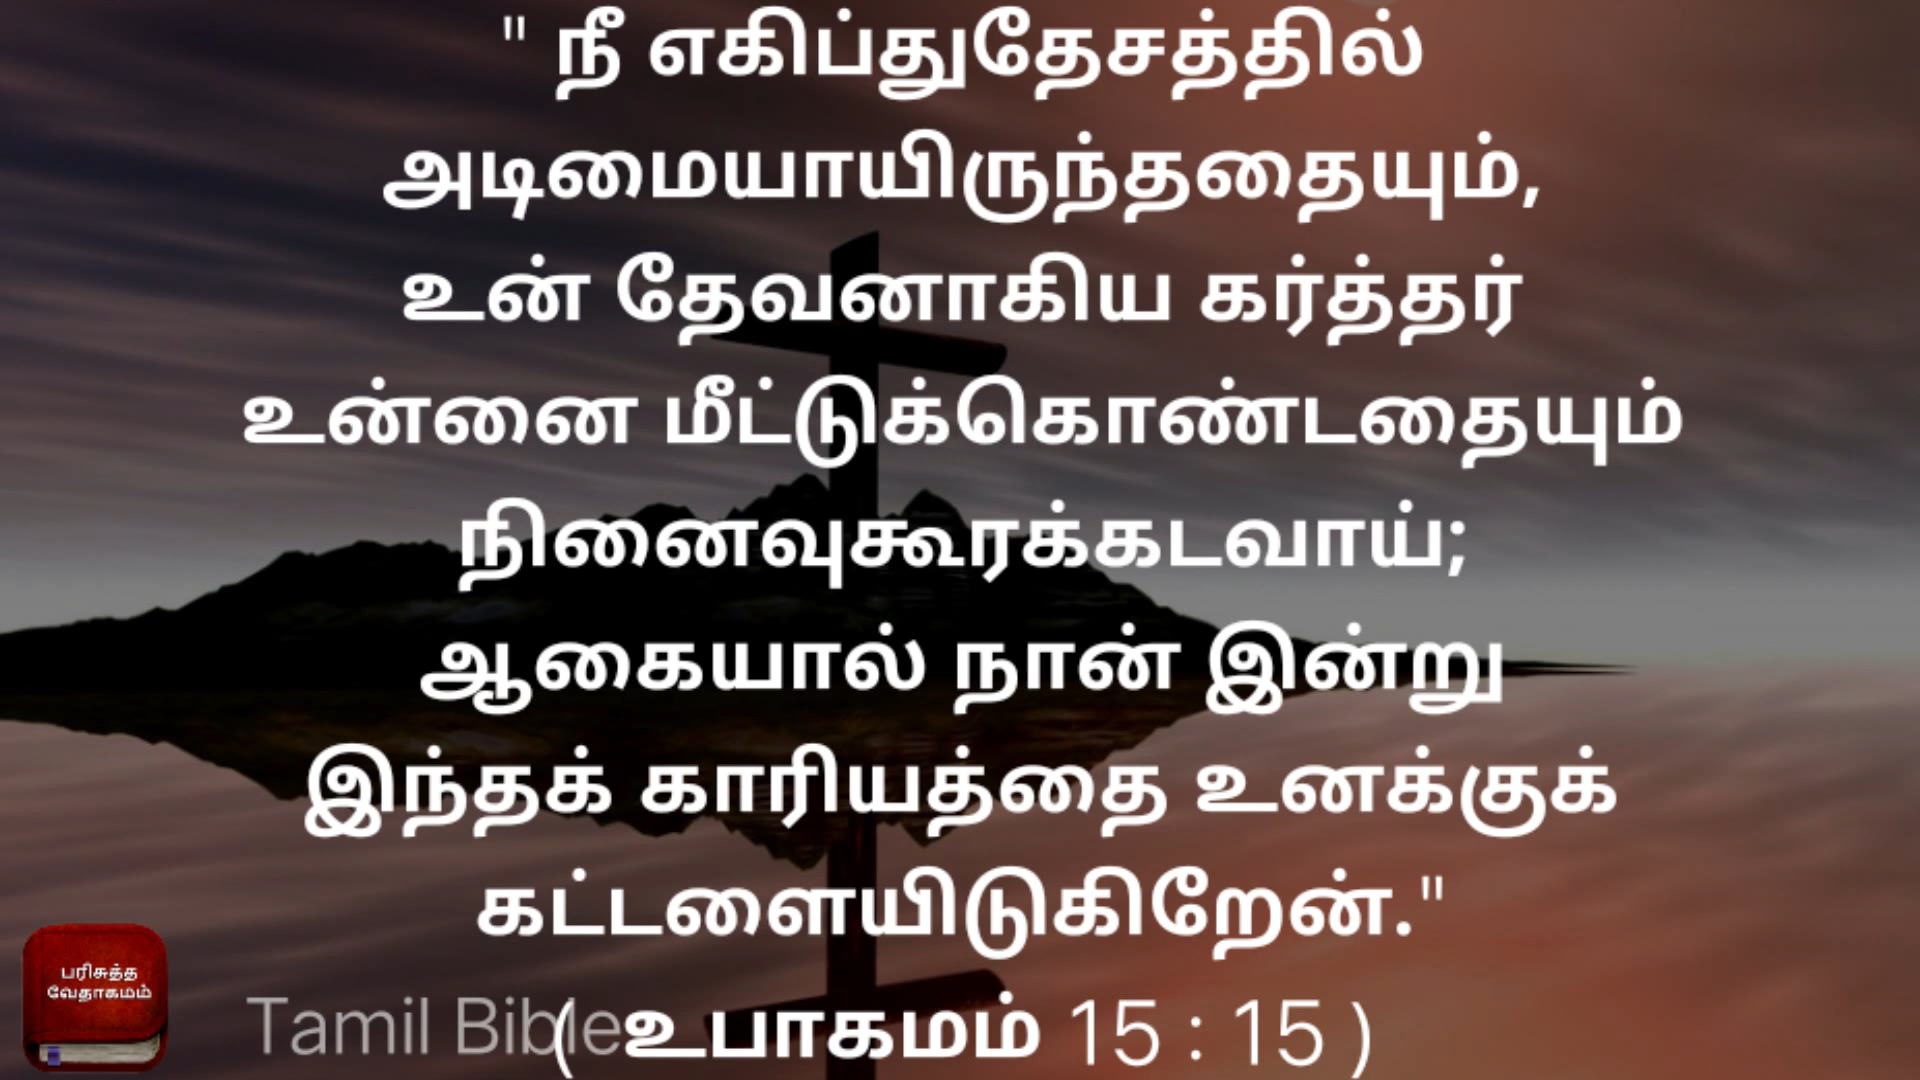 " நீ எகிப்துதேசத்தில்
அடிமையாயிருந்ததையும்,
உன் தேவனாகிய கர்த்தர்
உன்னை மீட்டுக்கொண்டதையும்
நினைவுகூரக்கடவாய்;
ஆகையால் நான் இன்று
இந்தக் காரியத்தை உனக்குக்
கட்டளையிடுகிறேன்."
( உபாகமம் 15 : 15 )
பரிசுத்த
வேதாகமம்
Tamil Bible